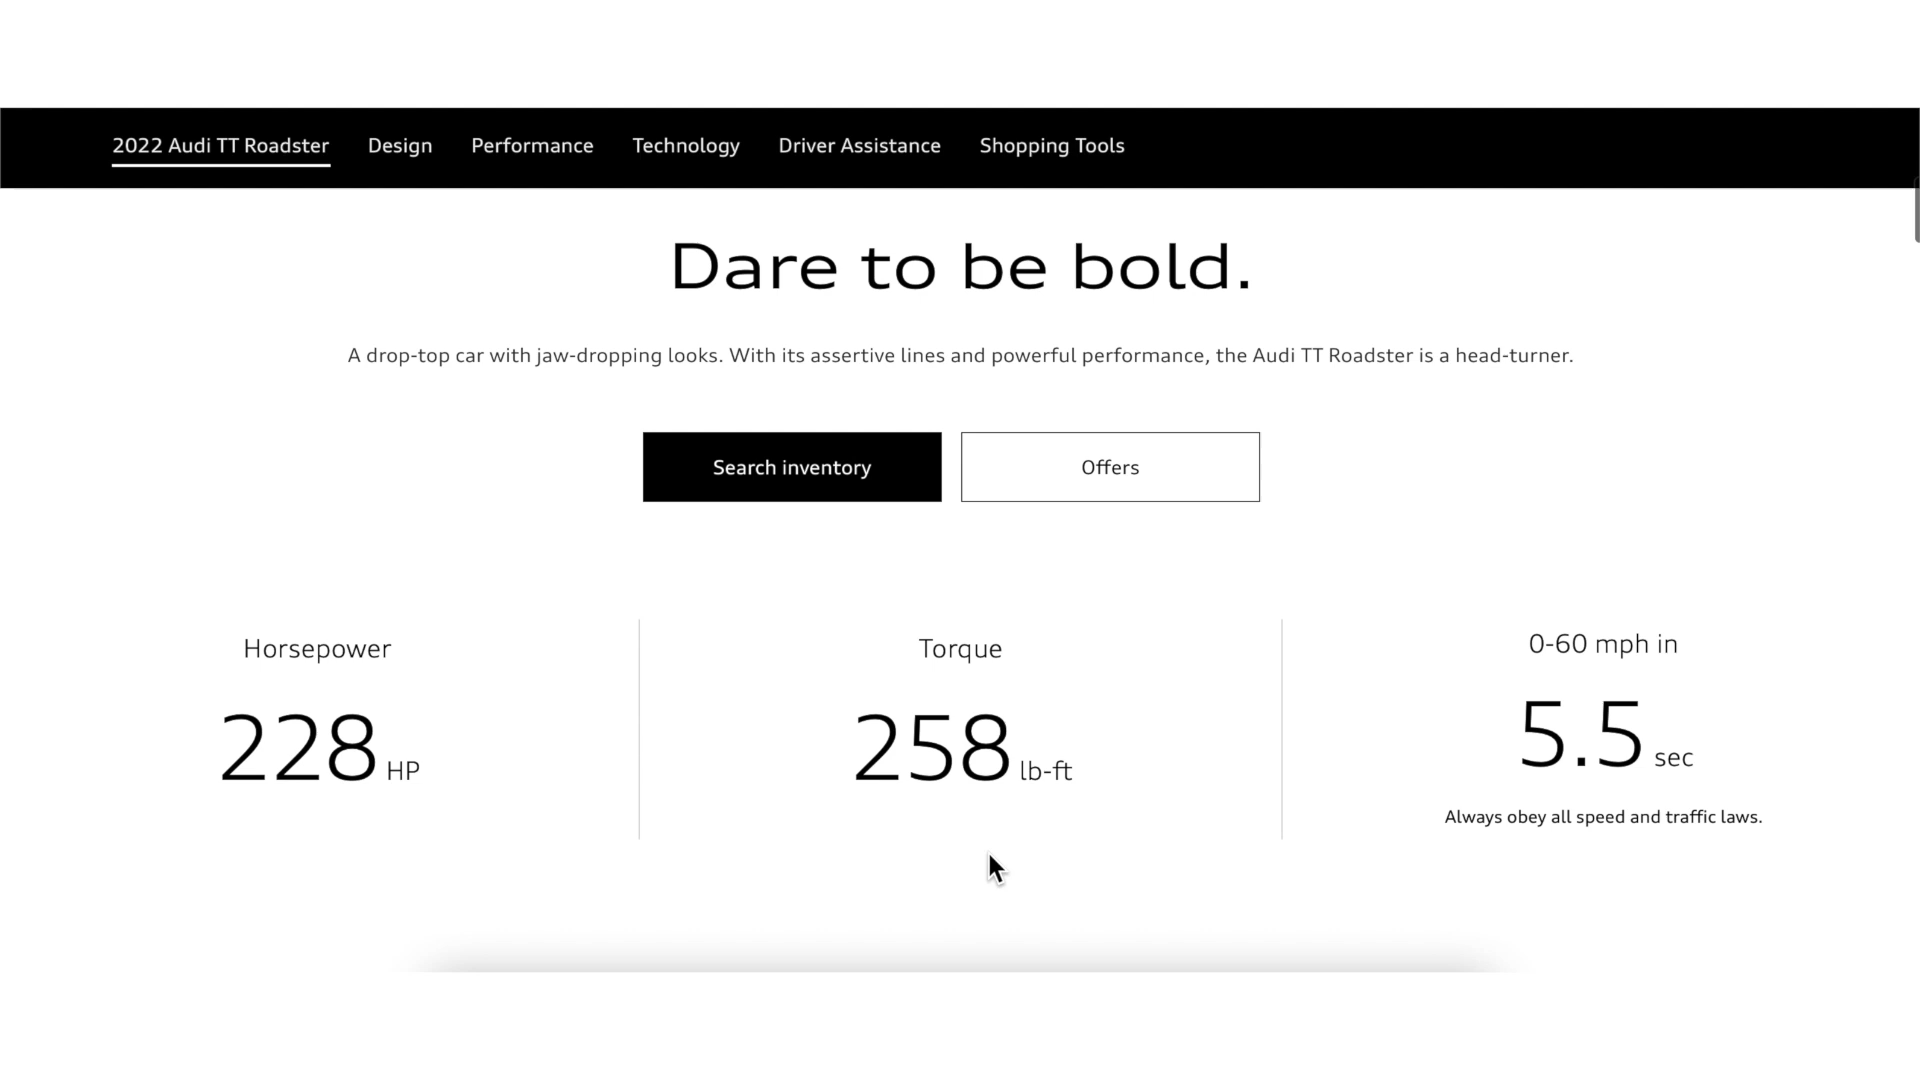 2022 Audi TT Roadster Design Performance Technology Driver Assistance Shopping Tools
Dare to be bold.
A drop-top car with jaw-dropping looks. With its assertive lines and powerful performance, the Audi TT Roadster is a head-turner.
Search inventory Offers
Horsepower
228 HP
Torque
258 lb-ft
0-60 mph in
5.5 sec
Always obey all speed and traffic laws.